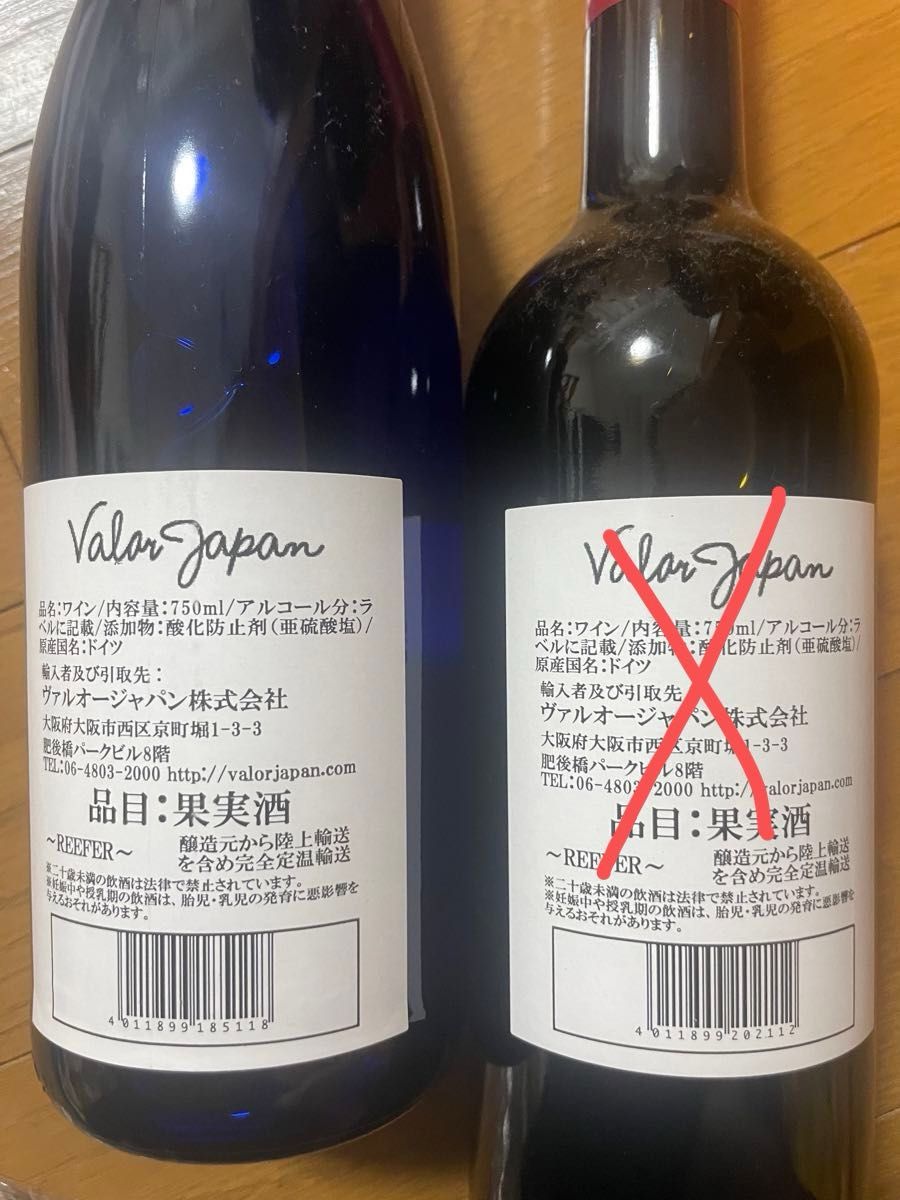 Valor Japan
品名:ワイン/内容量:750ml/アルコール分:ラ
ベルに記載/添加物:酸化防止剤(亜硫酸塩)/
原産国名:ドイツ
輸入者及び引取先:
ヴァルオージャパン株式会社
大阪府大阪市西区京町堀1-3-3
肥後橋パークビル8階
TEL:06-4803-2000 http://valorjapan.com
品目:果実酒
~REEFER~
醸造元から陸上輸送
を含め完全定温輸送
※二十歳未満の飲酒は法律で禁止されています。
※妊娠中や授乳期の飲酒は、胎児・乳児の発育に悪影響を
与えるおそれがあります。
4 011899 185118
Valor Japan
品名:ワイン/内容量:750ml/アルコール分:ラ
ベルに記載/添加物:酸化防止剤(亜硫酸塩)/
原産国名:ドイツ
輸入者及び引取先
ヴァルオージャパン株式会社
大阪府大阪市西区京町堀1-3-3
肥後橋パークビル8階
TEL:06-4803-2000 http://valorjapan.com
品目:果実酒
~REEFER~
醸造元から陸上輸送
を含め完全定温輸送
※二十歳未満の飲酒は法律で禁止されています。
※妊娠中や授乳期の飲酒は、胎児・乳児の発育に悪影響を
与えるおそれがあります。
4 011899 202112